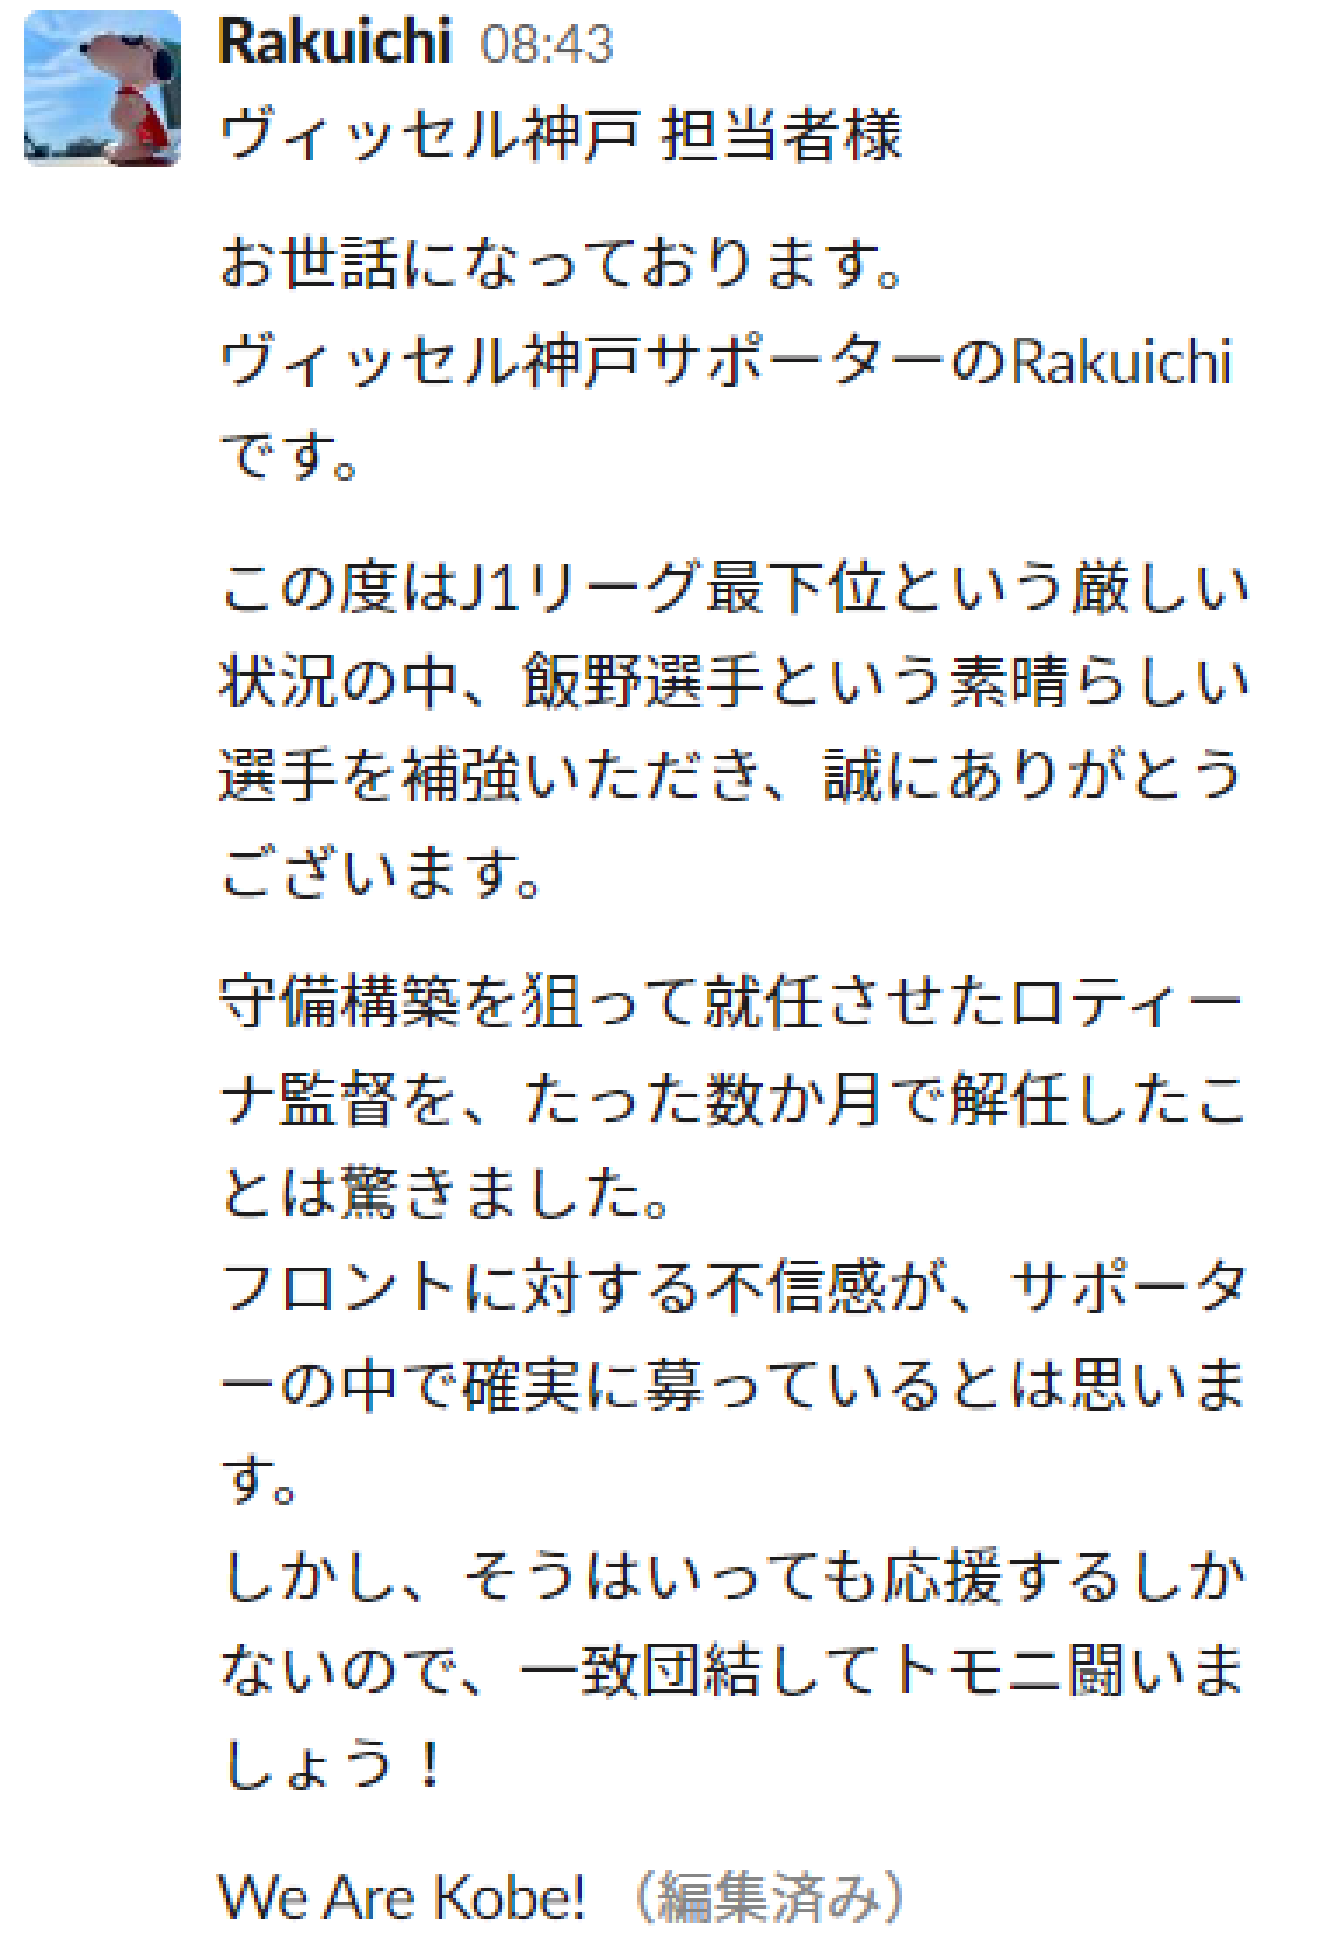 Rakuichi 08:43
ヴィッセル神戸 担当者様
お世話になっております。
ヴィッセル神戸サポーターのRakuichi
です。
この度はJ1リーグ最下位という厳しい
状況の中、飯野選手という素晴らしい
選手を補強いただき、誠にありがとう
ございます。
守備構築を狙って就任させたロティー
ナ監督を、たった数か月で解任したこ
とは驚きました。
フロントに対する不信感が、サポータ
ーの中で確実に募っているとは思いま
す。
しかし、そうはいっても応援するしか
ないので、一致団結してトモニ闘いま
しょう！
We Are Kobe! （編集済み）